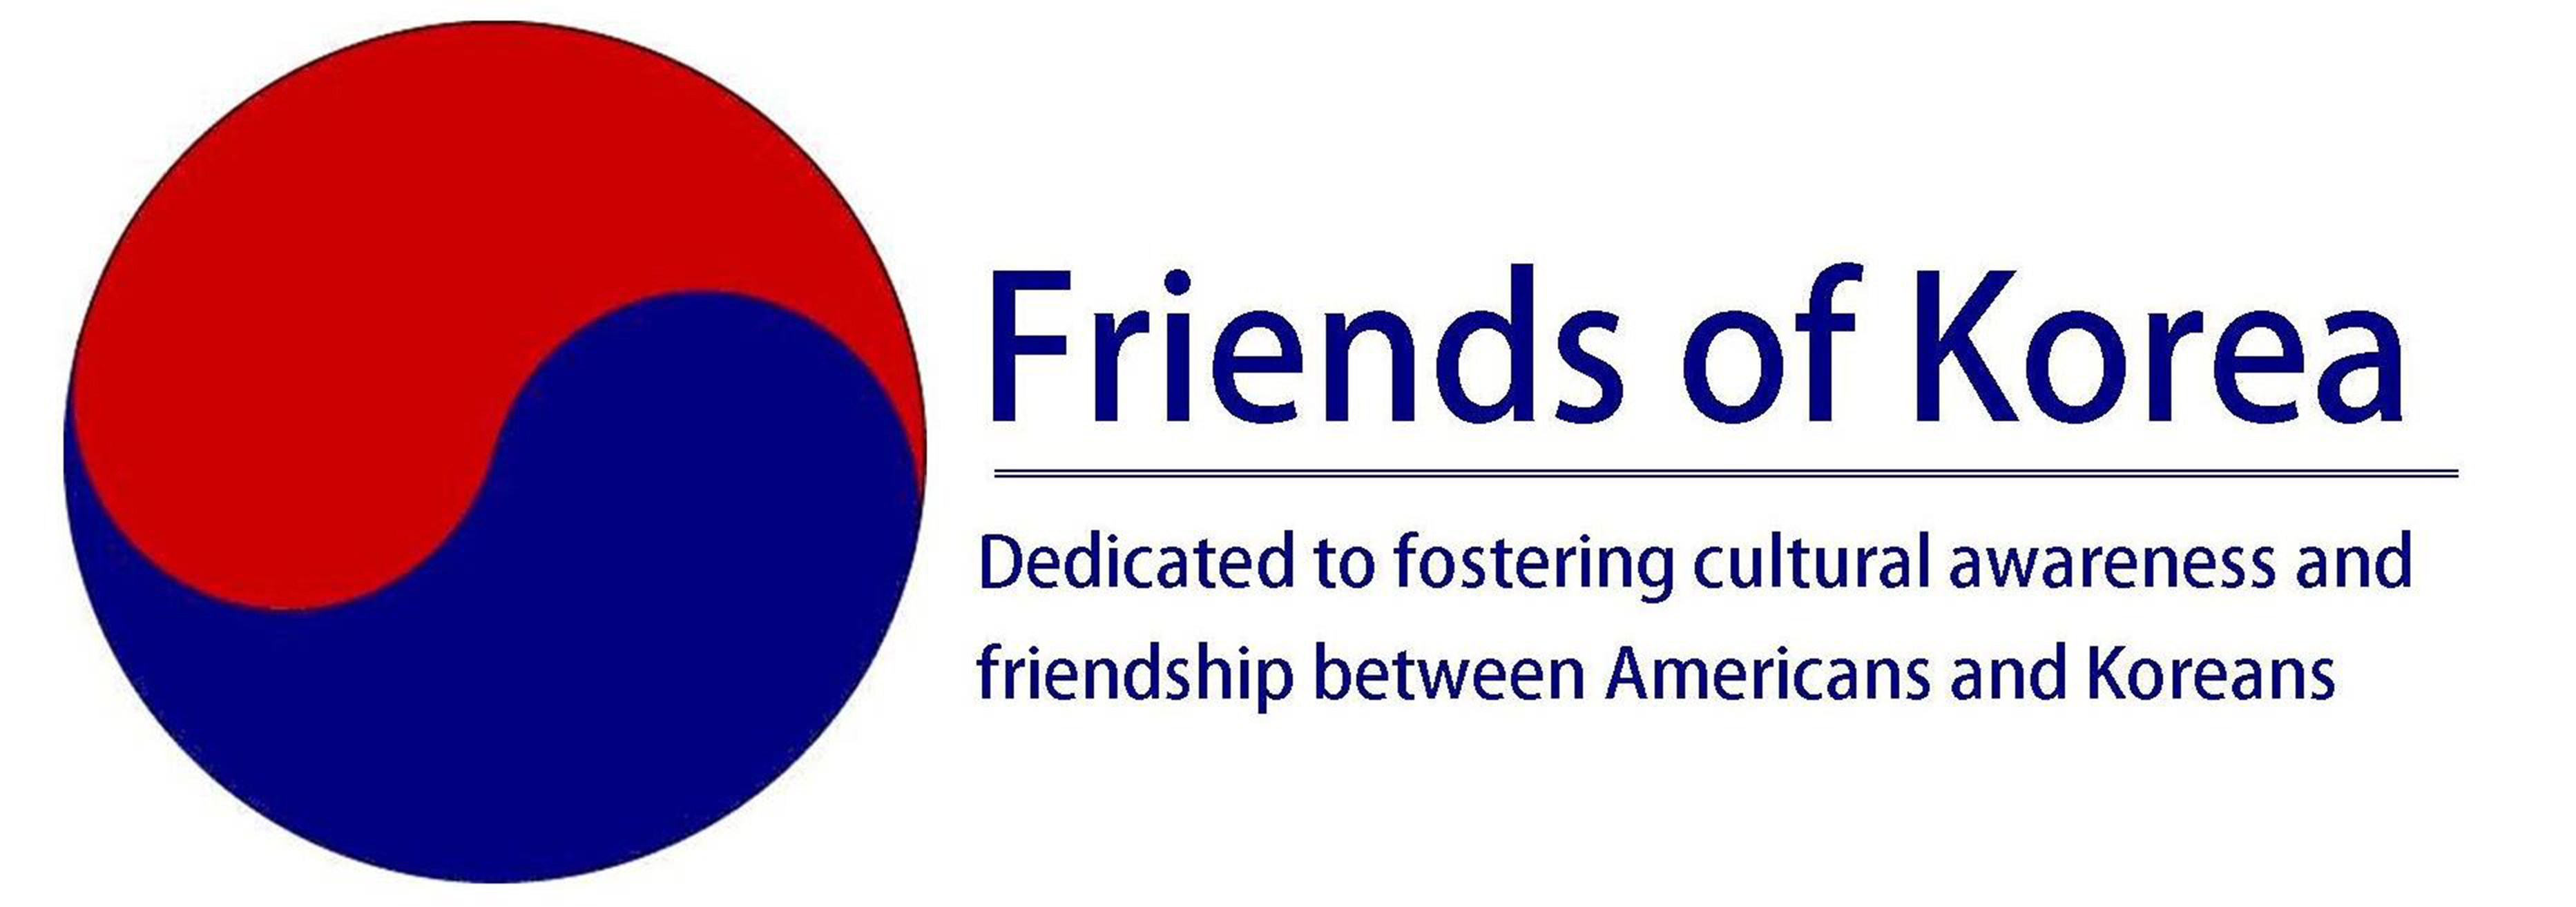 Friends of Korea
Dedicated to fostering cultural awareness and
friendship between Americans and Koreans